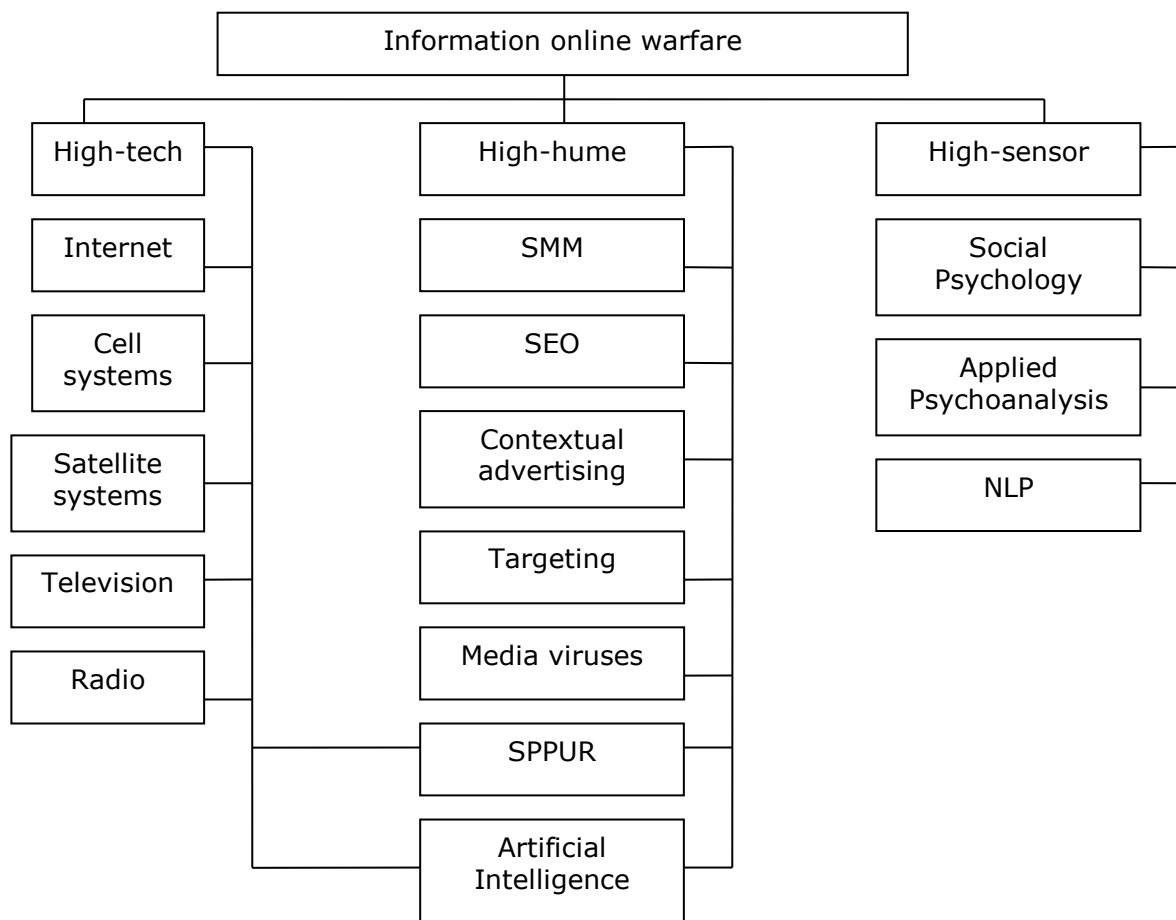 Information online warfare
High-tech
Internet
Cell
systems
Satellite
systems
Television
Radio
High-hume
SMM
SEO
Contextual
advertising
Targeting
Media viruses
SPPUR
Artificial
Intelligence
High-sensor
Social
Psychology
Applied
Psychoanalysis
NLP